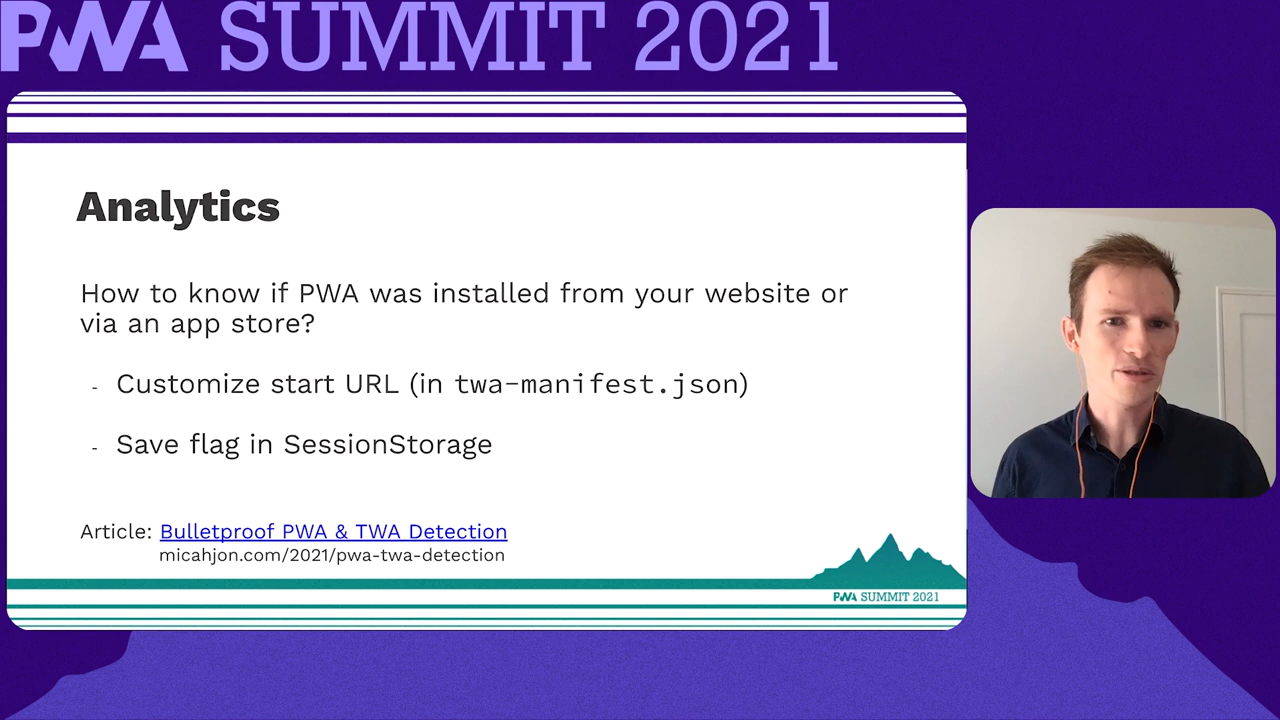 PWA SUMMIT 2021
Analytics
How to know if PWA was installed from your website or
via an app store?
- Customize start URL (in twa-manifest.json)
- Save flag in SessionStorage
Article: Bulletproof PWA & TWA Detection
micahjon.com/2021/pwa-twa-detection
PWA SUMMIT 2021